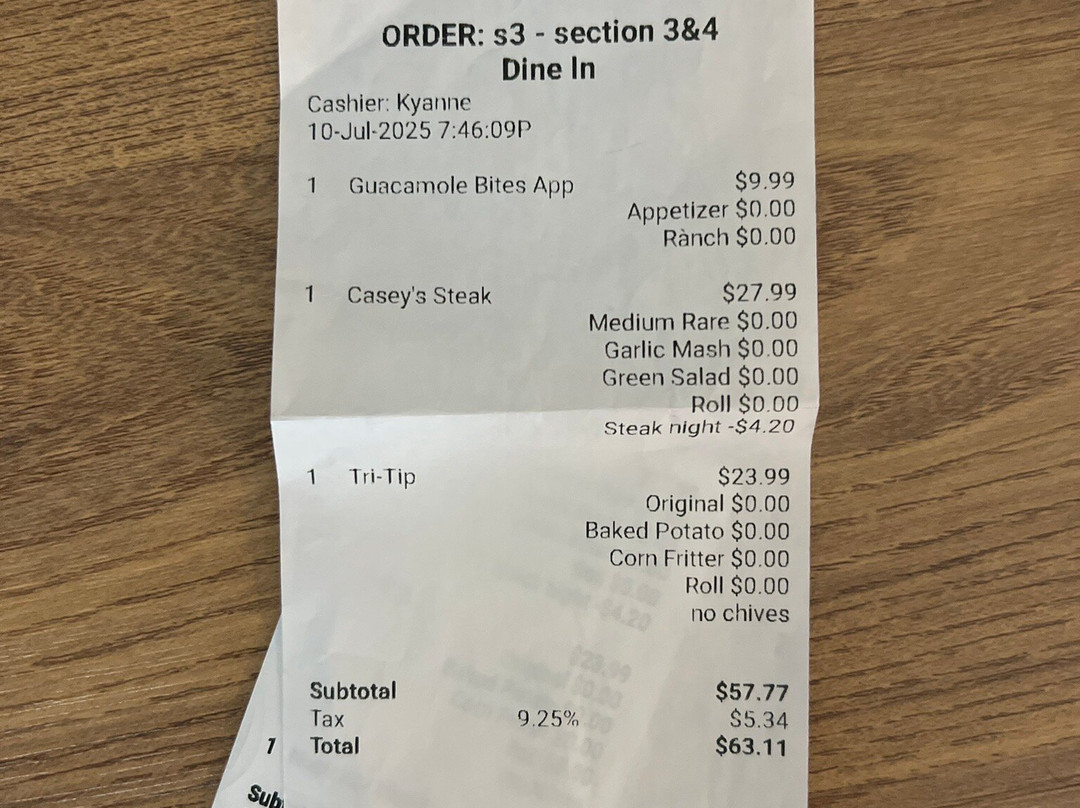 ORDER: s3 - section 3&4
Dine In
Cashier: Kyanne
10-Jul-2025 7:46:09P
1 Guacamole Bites App $9.99
Appetizer $0.00
Rànch $0.00
1 Casey's Steak $27.99
Medium Rare $0.00
Garlic Mash $0.00
Green Salad $0.00
Roll $0.00
Steak night -$4.20
1 Tri-Tip $23.99
Original $0.00
Baked Potato $0.00
Corn Fritter $0.00
Roll $0.00
no chives
Subtotal $57.77
Tax 9.25% $5.34
Total $63.11
1
Sub